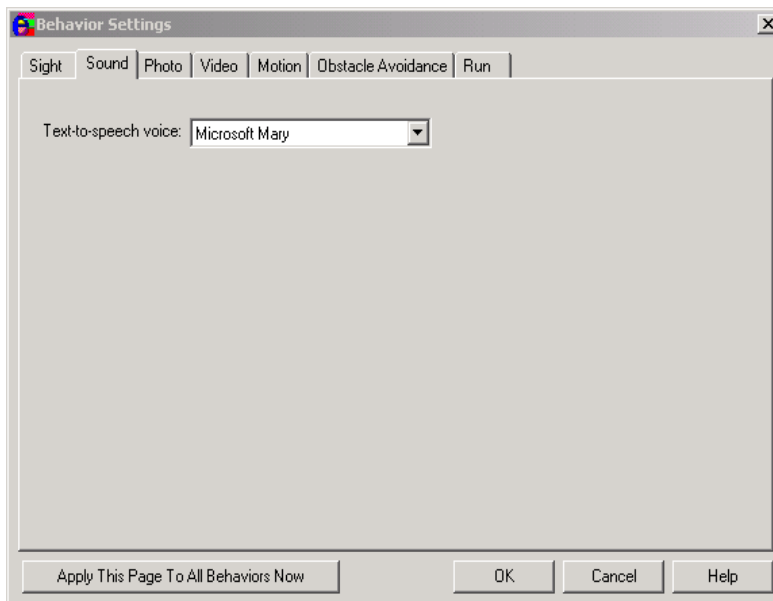 Behavior Settings
Sight Sound Photo Video Motion Obstacle Avoidance Run
Text-to-speech voice: Microsoft Mary
Apply This Page To All Behaviors Now OK Cancel Help